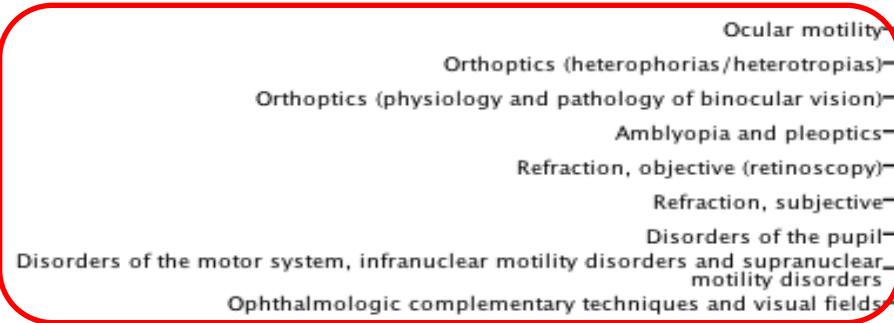 Ocular motility
Orthoptics (heterophorias/heterotropias)
Orthoptics (physiology and pathology of binocular vision)
Amblyopia and pleoptics
Refraction, objective (retinoscopy)
Refraction, subjective
Disorders of the pupil
Disorders of the motor system, infranuclear motility disorders and supranuclear
motility disorders
Ophthalmologic complementary techniques and visual fields